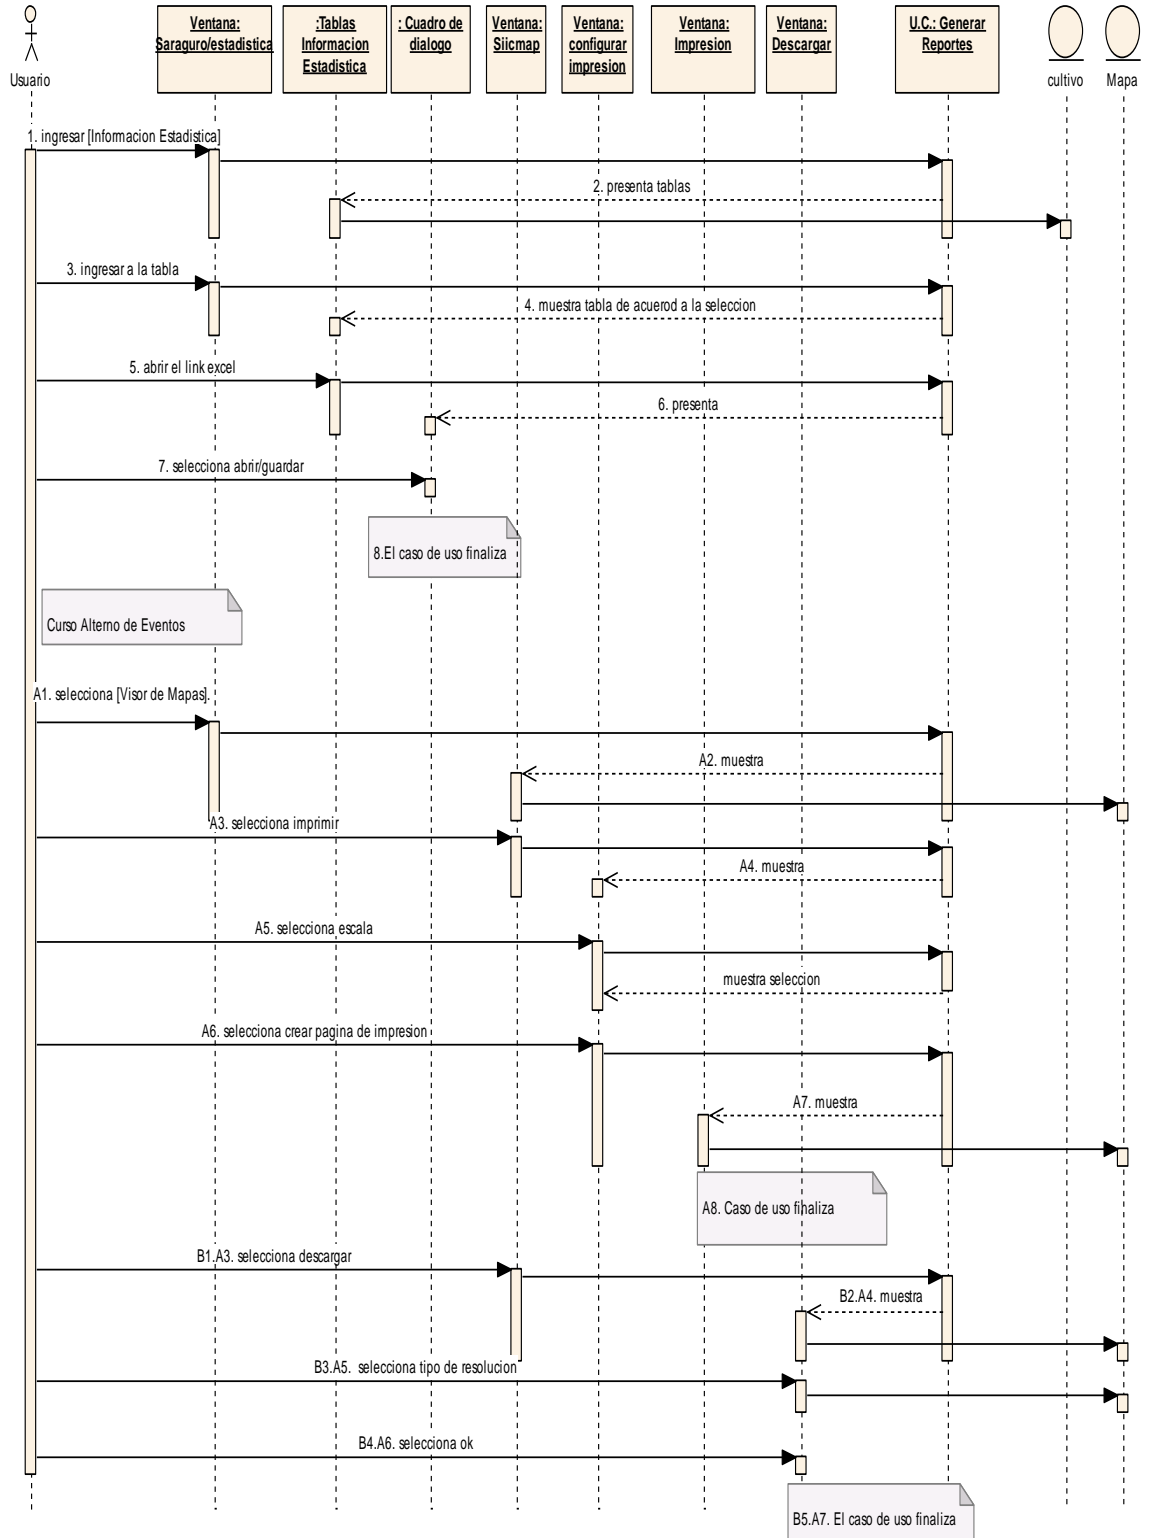 Ventana:
Saraguro/estadistica
:Tablas
Informacion
Estadistica
: Cuadro de
dialogo
Ventana:
Siicmap
Ventana:
configurar
impresion
Ventana:
Impresion
Ventana:
Descargar
U.C.: Generar
Reportes
Usuario
cultivo
Mapa
1. ingresar [Informacion Estadistica]
2. presenta tablas
3. ingresar a la tabla
4. muestra tabla de acuerod a la seleccion
5. abrir el link excel
6. presenta
7. selecciona abrir/guardar
8.El caso de uso finaliza
Curso Alterno de Eventos
A1. selecciona [Visor de Mapas].
A2. muestra
A3. selecciona imprimir
A4. muestra
A5. selecciona escala
muestra seleccion
A6. selecciona crear pagina de impresion
A7. muestra
A8. Caso de uso finaliza
B1.A3. selecciona descargar
B2.A4. muestra
B3.A5. selecciona tipo de resolucion
B4.A6. selecciona ok
B5.A7. El caso de uso finaliza